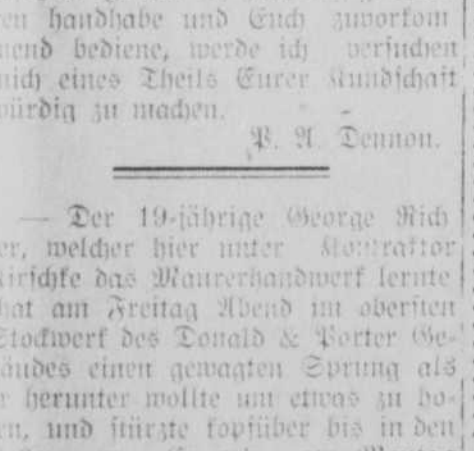 en handhabe und Euch zuvorkom
mend bediene, werde ich versuchen
mich eines Theils Eurer Kundschaft
würdig zu machen.
P. A. Dennon.
— Der 19-jährige George Rich
er, welcher hier unter Kontraktor
Kirschke das Maurerhandwerk lernte
hat am Freitag Abend im obersten
Stockwerk des Donald & Porter Ge-
bäudes einen gewagten Sprung als
r herunter wollte um etwas zu ho-
en, und stürzte kopfüber bis in den